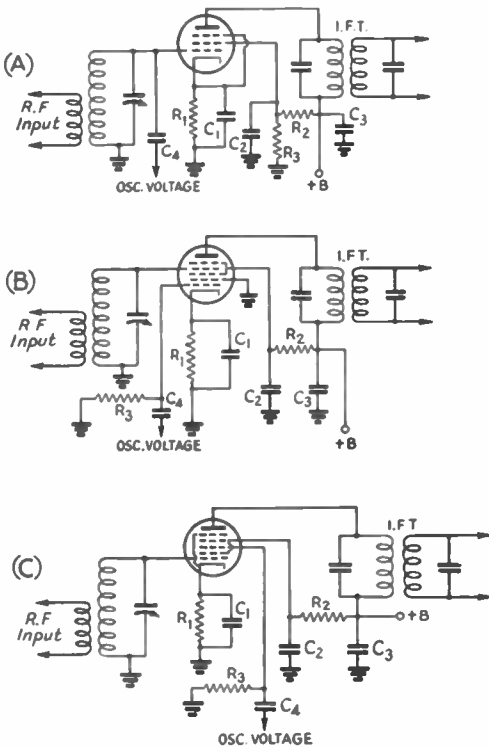 (A)
I.F.T.
R.F.
Input
R1
C1
C2
R2
R3
C3
C4
+B
OSC. VOLTAGE
(B)
I.F.T.
R F
Input
R1
C1
R2
R3
C4
C2
C3
OSC. VOLTAGE
+B
(C)
I.F.T
R.F
Input
R1
C1
R2
+B
C2
C3
R3
C4
OSC. VOLTAGE